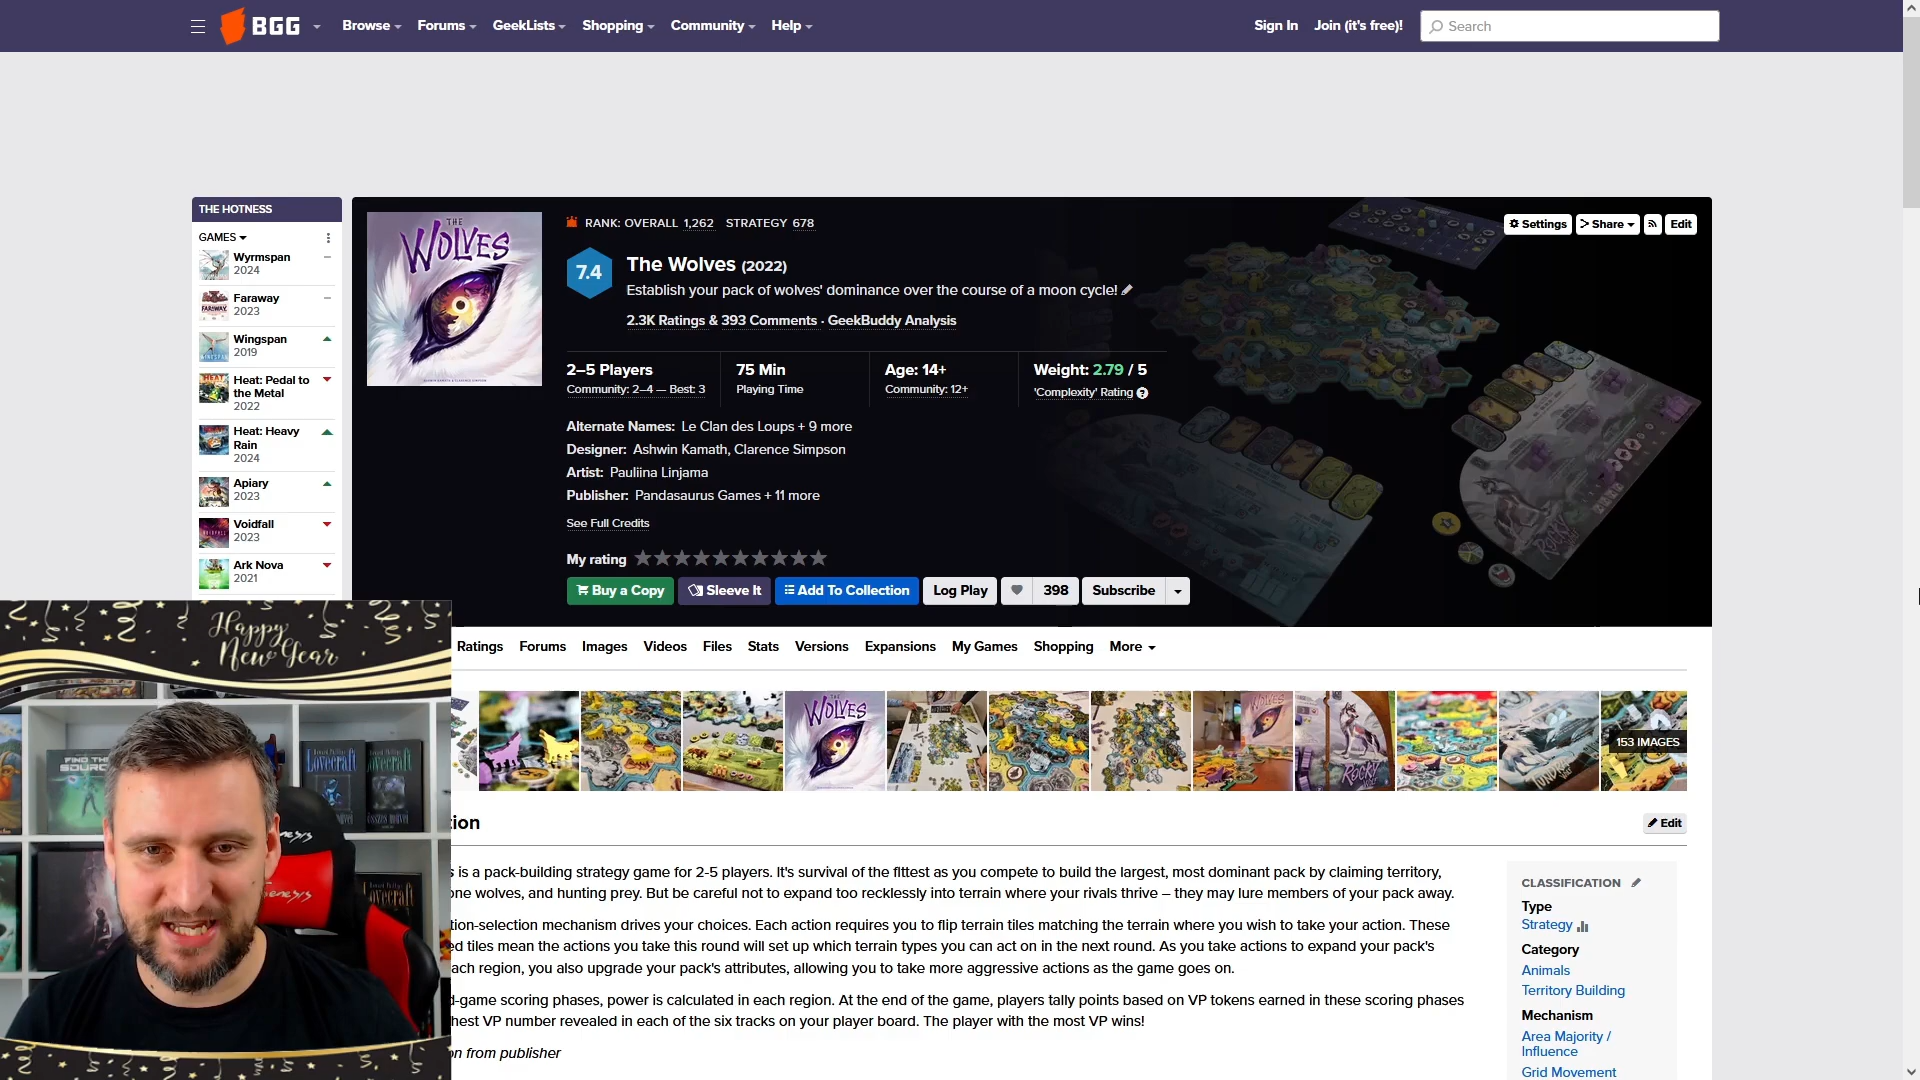 BGG
Browse
Forums
GeekLists
Shopping
Community
Help
Sign In
Join (it's free)!
Search
THE HOTNESS
GAMES
Wyrmspan
2024
Faraway
2023
Wingspan
2019
Heat: Pedal to
the Metal
2022
Heat: Heavy
Rain
2024
Apiary
2023
Voidfall
2023
Ark Nova
2021
THE
WOLVES
RANK: OVERALL 1,262 STRATEGY 678
Settings
Share
Edit
7.4
The Wolves (2022)
Establish your pack of wolves' dominance over the course of a moon cycle!
2.3K Ratings & 393 Comments · GeekBuddy Analysis
2–5 Players
Community: 2–4 — Best: 3
75 Min
Playing Time
Age: 14+
Community: 12+
Weight: 2.79 / 5
'Complexity' Rating
Alternate Names: Le Clan des Loups + 9 more
Designer: Ashwin Kamath, Clarence Simpson
Artist: Pauliina Linjama
Publisher: Pandasaurus Games + 11 more
See Full Credits
My rating
Buy a Copy
Sleeve It
Add To Collection
Log Play
398
Subscribe
Ratings
Forums
Images
Videos
Files
Stats
Versions
Expansions
My Games
Shopping
More
WOLVES
ROCKY
153 IMAGES
tion
Edit
s is a pack-building strategy game for 2-5 players. It's survival of the fittest as you compete to build the largest, most dominant pack by claiming territory,
one wolves, and hunting prey. But be careful not to expand too recklessly into terrain where your rivals thrive – they may lure members of your pack away.
tion-selection mechanism drives your choices. Each action requires you to flip terrain tiles matching the terrain where you wish to take your action. These
ed tiles mean the actions you take this round will set up which terrain types you can act on in the next round. As you take actions to expand your pack's
ach region, you also upgrade your pack's attributes, allowing you to take more aggressive actions as the game goes on.
d-game scoring phases, power is calculated in each region. At the end of the game, players tally points based on VP tokens earned in these scoring phases
hest VP number revealed in each of the six tracks on your player board. The player with the most VP wins!
on from publisher
CLASSIFICATION
Type
Strategy
Category
Animals
Territory Building
Mechanism
Area Majority /
Influence
Grid Movement
Happy
New Year
FIND THE
SOURCE
Lovecraft
Lovecraft
Lovecraft
Genesis